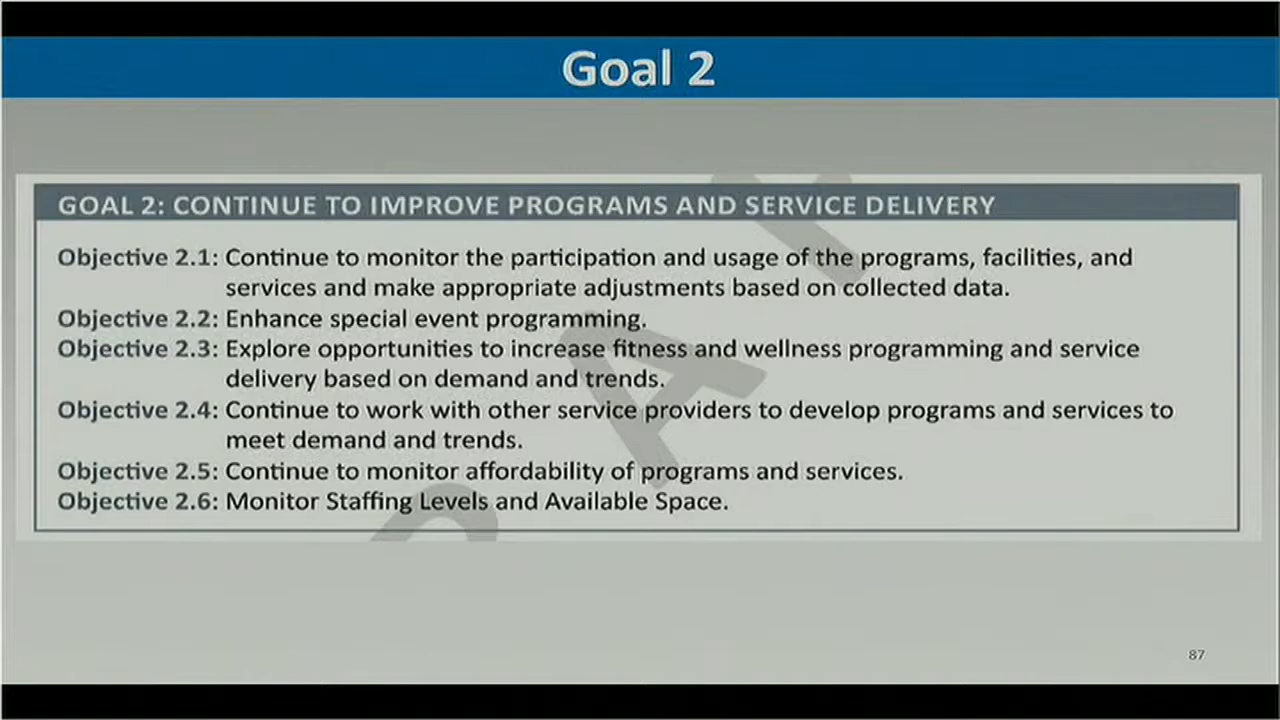 Goal 2
GOAL 2: CONTINUE TO IMPROVE PROGRAMS AND SERVICE DELIVERY
Objective 2.1: Continue to monitor the participation and usage of the programs, facilities, and
services and make appropriate adjustments based on collected data.
Objective 2.2: Enhance special event programming.
Objective 2.3: Explore opportunities to increase fitness and wellness programming and service
delivery based on demand and trends.
Objective 2.4: Continue to work with other service providers to develop programs and services to
meet demand and trends.
Objective 2.5: Continue to monitor affordability of programs and services.
Objective 2.6: Monitor Staffing Levels and Available Space.
87